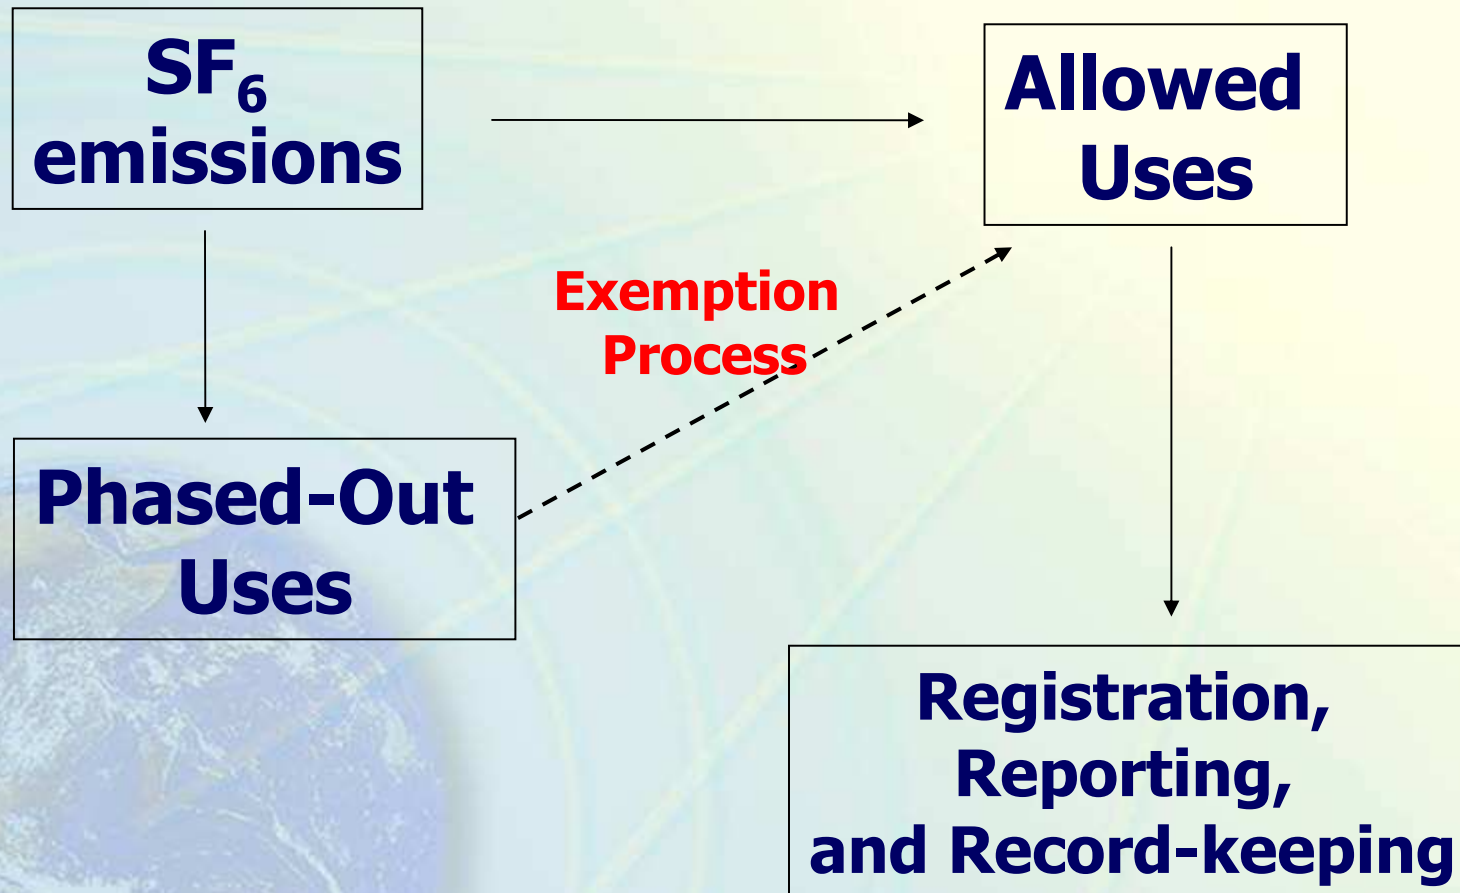 SF₆
emissions
Allowed
Uses
Exemption
Process
Phased-Out
Uses
Registration,
Reporting,
and Record-keeping